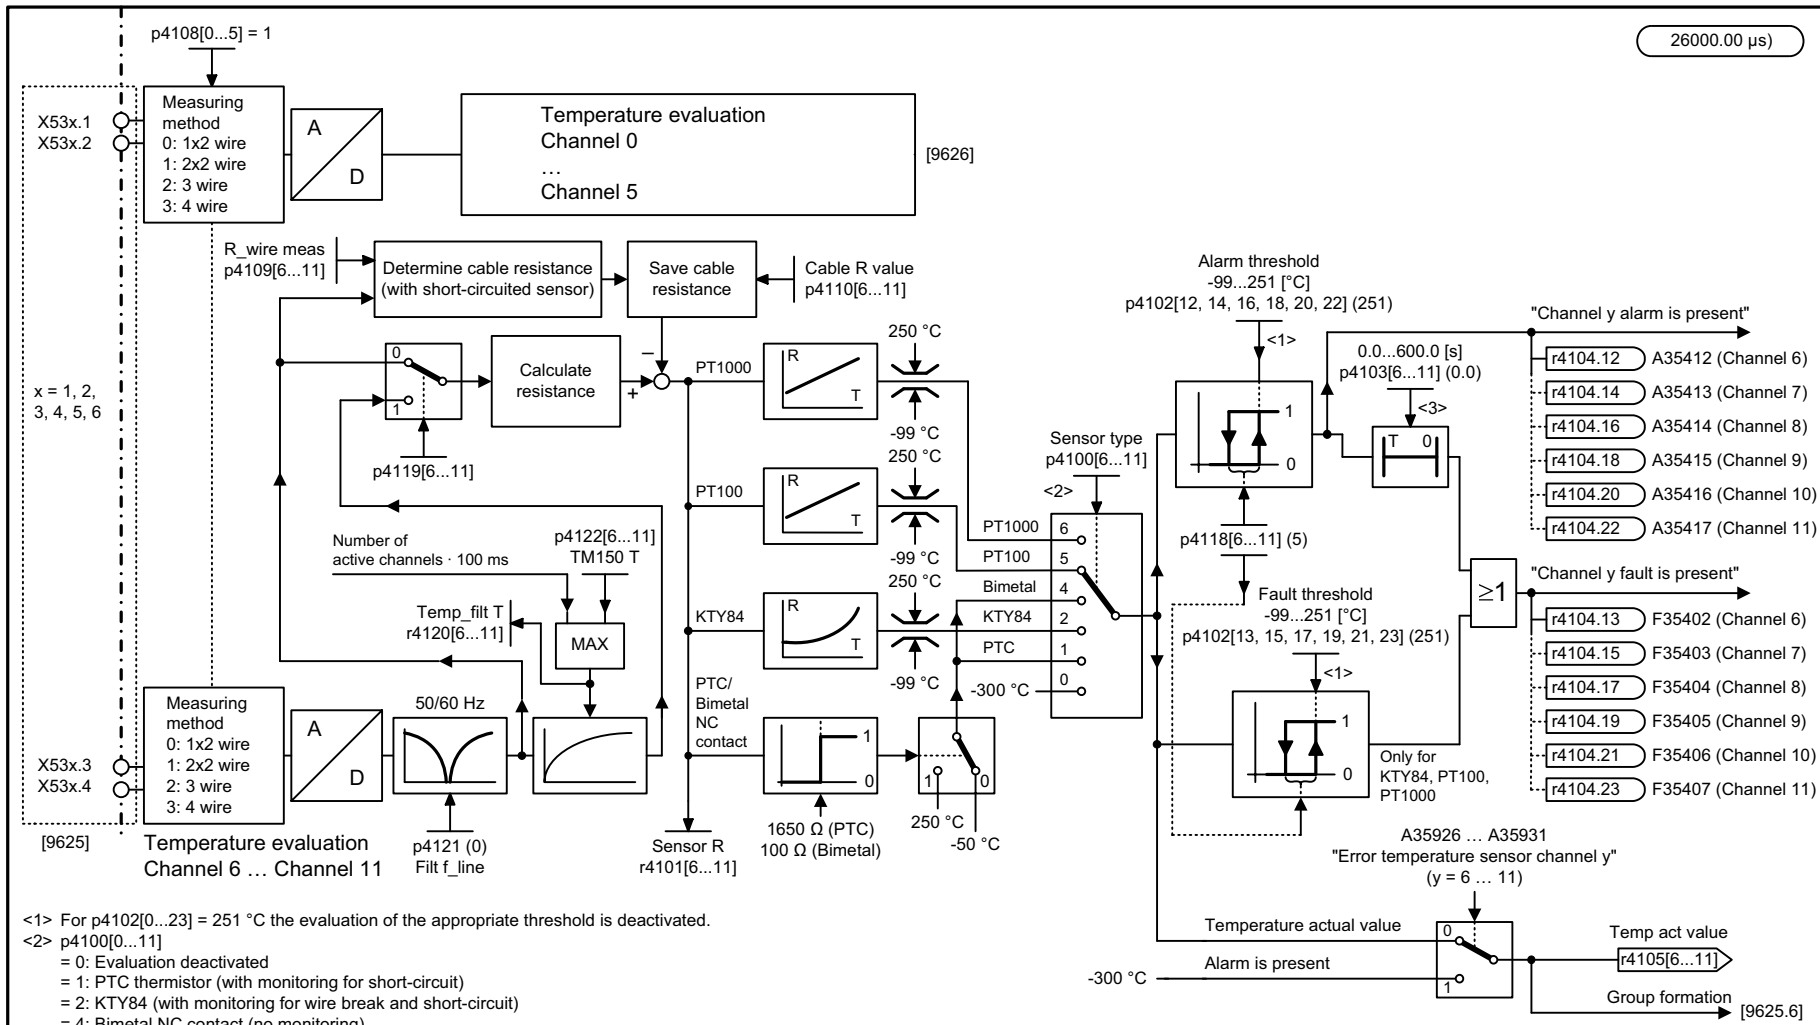 p4108[0...5] = 1
26000.00 µs)
X53x.1
X53x.2
Measuring
method
0: 1x2 wire
1: 2x2 wire
2: 3 wire
3: 4 wire
A
D
Temperature evaluation
Channel 0
...
Channel 5
[9626]
R_wire meas
p4109[6...11]
Determine cable resistance
(with short-circuited sensor)
Save cable
resistance
Cable R value
p4110[6...11]
x = 1, 2,
3, 4, 5, 6
0
1
p4119[6...11]
Calculate
resistance
+
–
PT1000
R
T
250 °C
-99 °C
PT100
R
T
250 °C
-99 °C
KTY84
R
T
250 °C
-99 °C
PTC/
Bimetal
NC
contact
1
0
1650 Ω (PTC)
100 Ω (Bimetal)
1
0
250 °C
-50 °C
Number of
active channels · 100 ms
p4122[6...11]
TM150 T
Temp_filt T
r4120[6...11]
MAX
X53x.3
X53x.4
Measuring
method
0: 1x2 wire
1: 2x2 wire
2: 3 wire
3: 4 wire
A
D
50/60 Hz
p4121 (0)
Filt f_line
Sensor R
r4101[6...11]
[9625]
Temperature evaluation
Channel 6 ... Channel 11
Sensor type
p4100[6...11]
<2>
PT1000
6
PT100
5
Bimetal
4
KTY84
2
PTC
1
-300 °C
0
Alarm threshold
-99...251 [°C]
p4102[12, 14, 16, 18, 20, 22] (251)
<1>
1
0
p4118[6...11] (5)
0.0...600.0 [s]
p4103[6...11] (0.0)
<3>
T 0
Fault threshold
-99...251 [°C]
p4102[13, 15, 17, 19, 21, 23] (251)
<1>
1
0
Only for
KTY84, PT100,
PT1000
≥1
"Channel y alarm is present"
r4104.12 A35412 (Channel 6)
r4104.14 A35413 (Channel 7)
r4104.16 A35414 (Channel 8)
r4104.18 A35415 (Channel 9)
r4104.20 A35416 (Channel 10)
r4104.22 A35417 (Channel 11)
"Channel y fault is present"
r4104.13 F35402 (Channel 6)
r4104.15 F35403 (Channel 7)
r4104.17 F35404 (Channel 8)
r4104.19 F35405 (Channel 9)
r4104.21 F35406 (Channel 10)
r4104.23 F35407 (Channel 11)
A35926 ... A35931
"Error temperature sensor channel y"
(y = 6 ... 11)
Temperature actual value
0
-300 °C
Alarm is present
1
Temp act value
r4105[6...11]
Group formation
[9625.6]
<1> For p4102[0...23] = 251 °C the evaluation of the appropriate threshold is deactivated.
<2> p4100[0...11]
= 0: Evaluation deactivated
= 1: PTC thermistor (with monitoring for short-circuit)
= 2: KTY84 (with monitoring for wire break and short-circuit)
= 4: Bimetal NC contact (no monitoring)